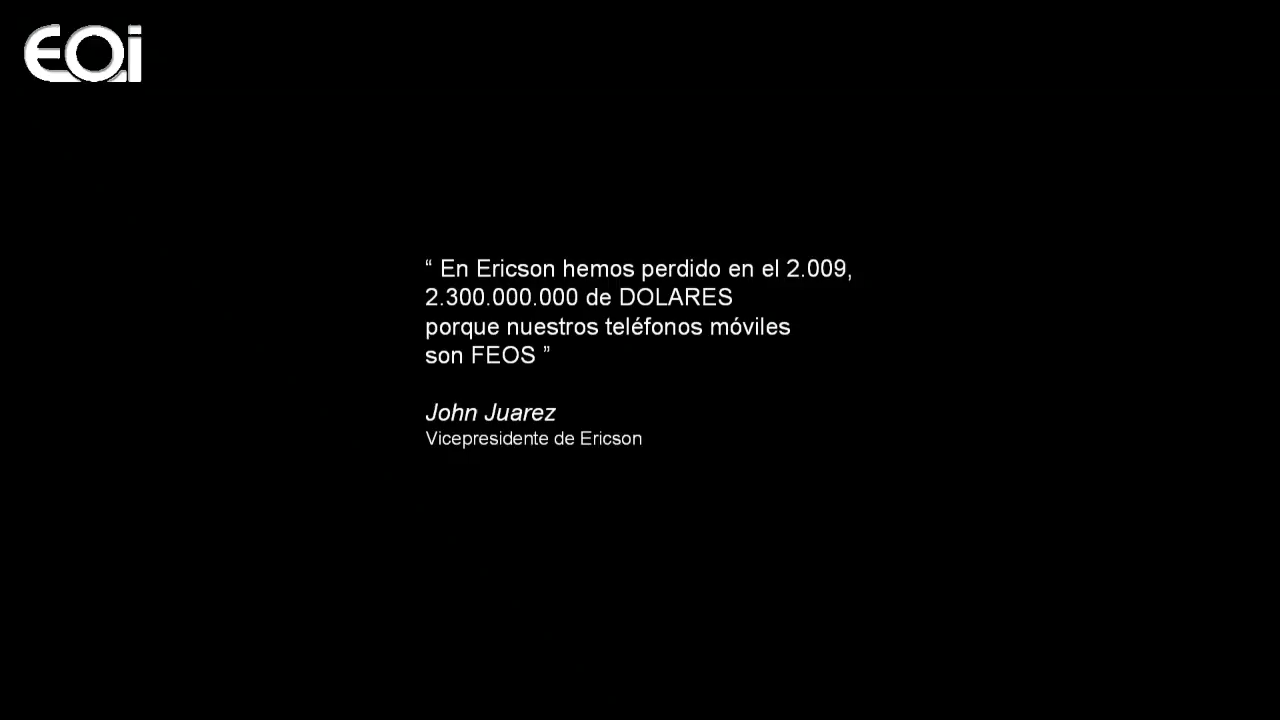 EOi
“ En Ericson hemos perdido en el 2.009,
2.300.000.000 de DOLARES
porque nuestros teléfonos móviles
son FEOS ”
John Juarez
Vicepresidente de Ericson